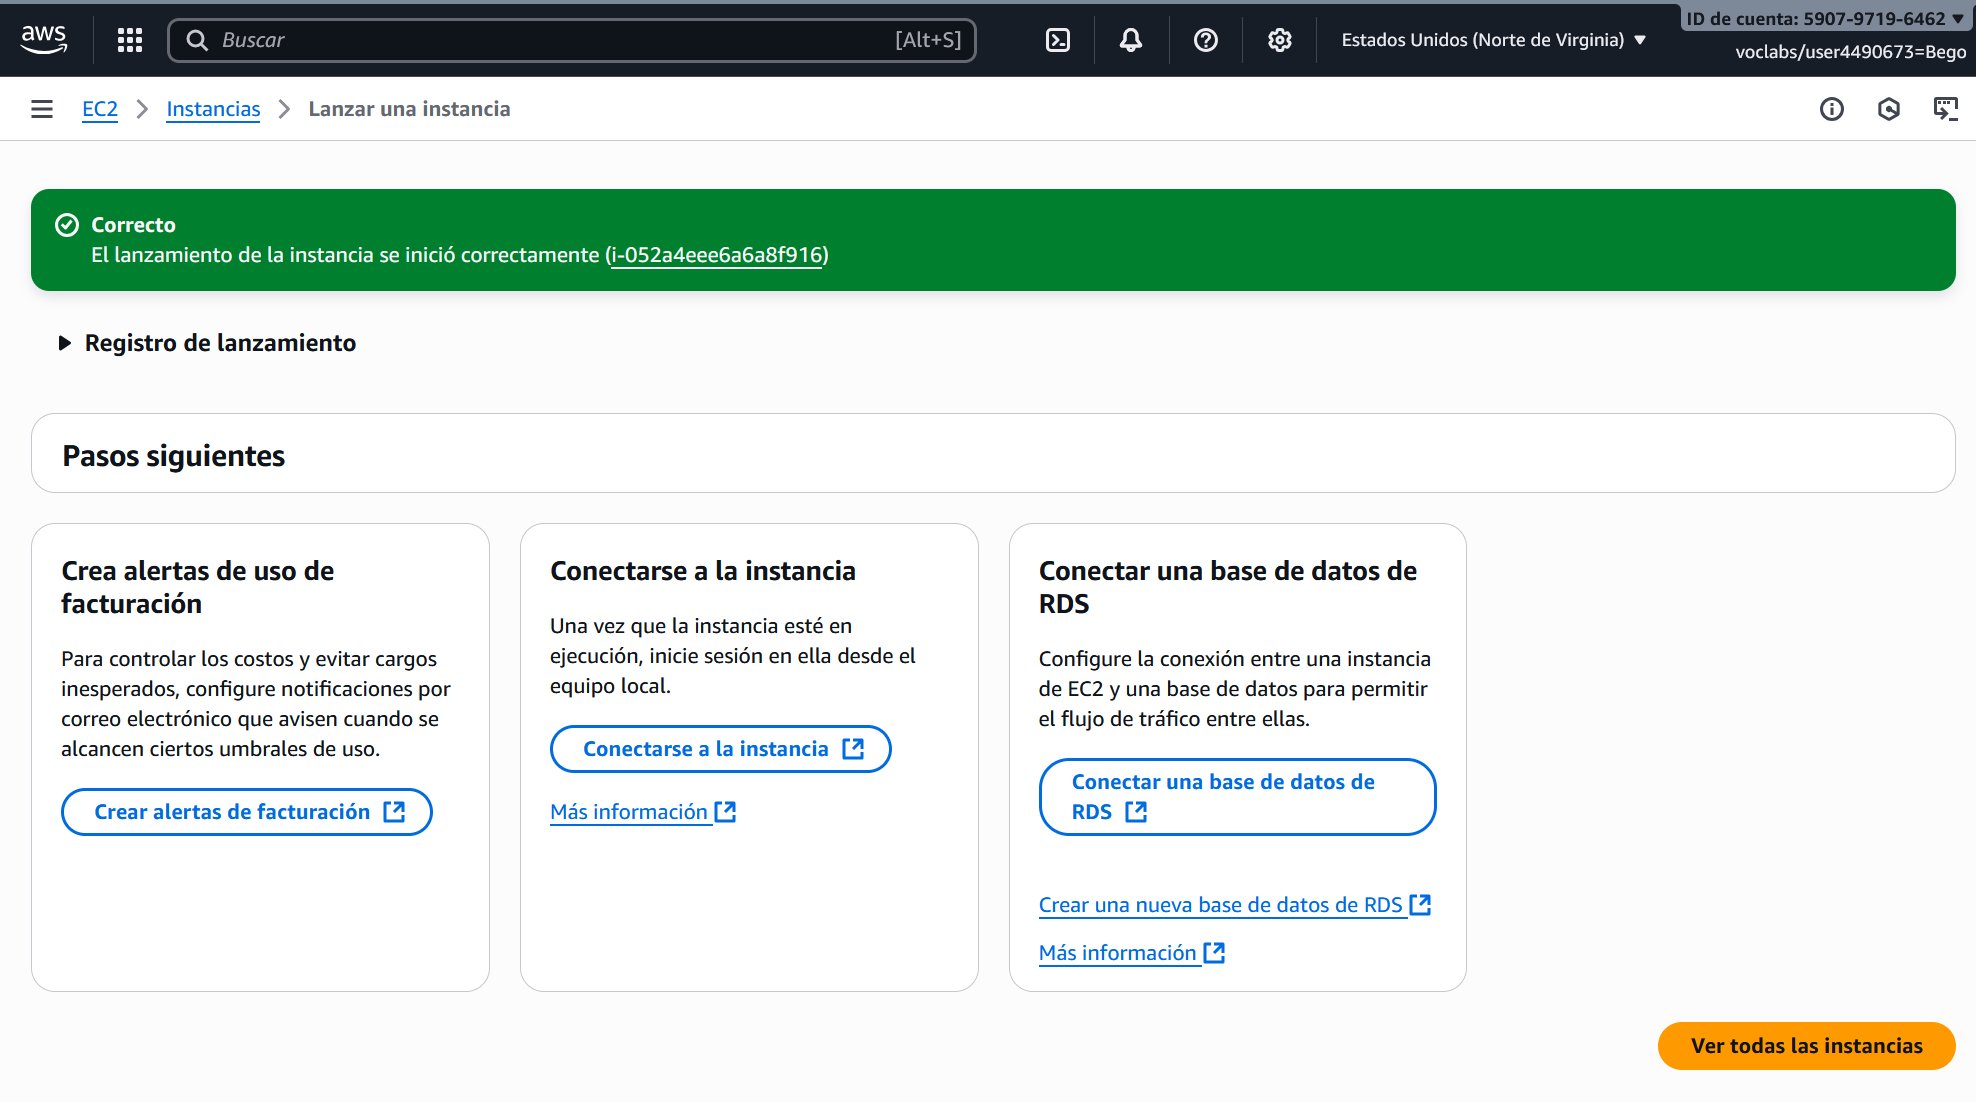 aws
Buscar [Alt+S]
Estados Unidos (Norte de Virginia)
ID de cuenta: 5907-9719-6462
voclabs/user4490673=Bego
EC2 Instancias Lanzar una instancia
Correcto
El lanzamiento de la instancia se inició correctamente (i-052a4eee6a6a8f916)
Registro de lanzamiento
Pasos siguientes
Crea alertas de uso de
facturación
Para controlar los costos y evitar cargos
inesperados, configure notificaciones por
correo electrónico que avisen cuando se
alcancen ciertos umbrales de uso.
Crear alertas de facturación
Conectarse a la instancia
Una vez que la instancia esté en
ejecución, inicie sesión en ella desde el
equipo local.
Conectarse a la instancia
Más información
Conectar una base de datos de
RDS
Configure la conexión entre una instancia
de EC2 y una base de datos para permitir
el flujo de tráfico entre ellas.
Conectar una base de datos de
RDS
Crear una nueva base de datos de RDS
Más información
Ver todas las instancias